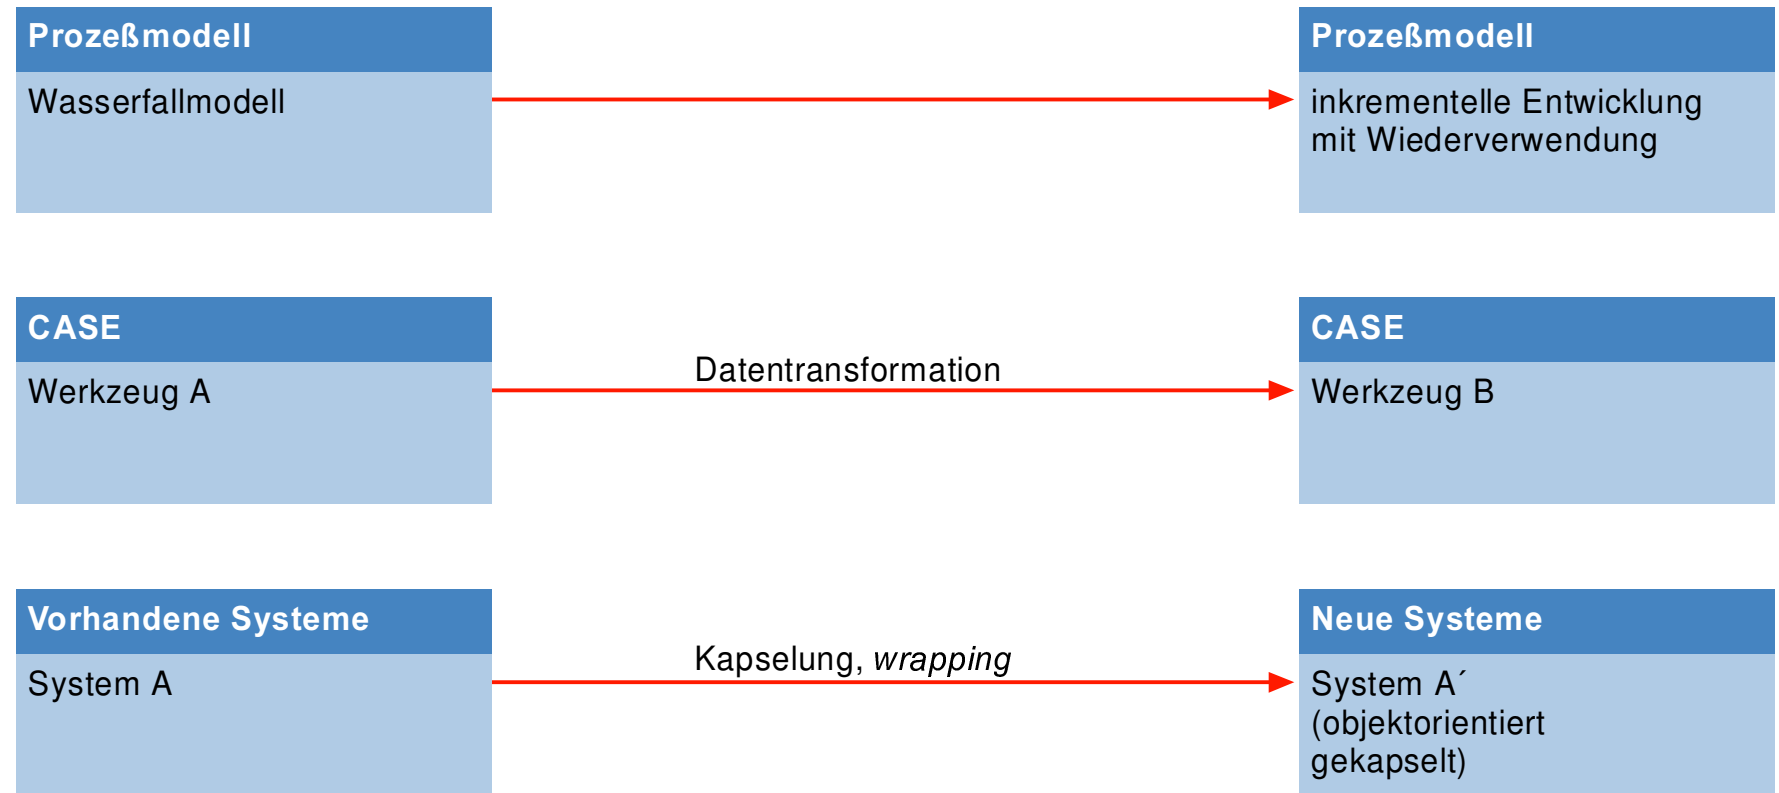 Prozeßmodell
Wasserfallmodell
Prozeßmodell
inkrementelle Entwicklung
mit Wiederverwendung
CASE
Werkzeug A
Datentransformation
CASE
Werkzeug B
Vorhandene Systeme
System A
Kapselung, wrapping
Neue Systeme
System A´
(objektorientiert
gekapselt)